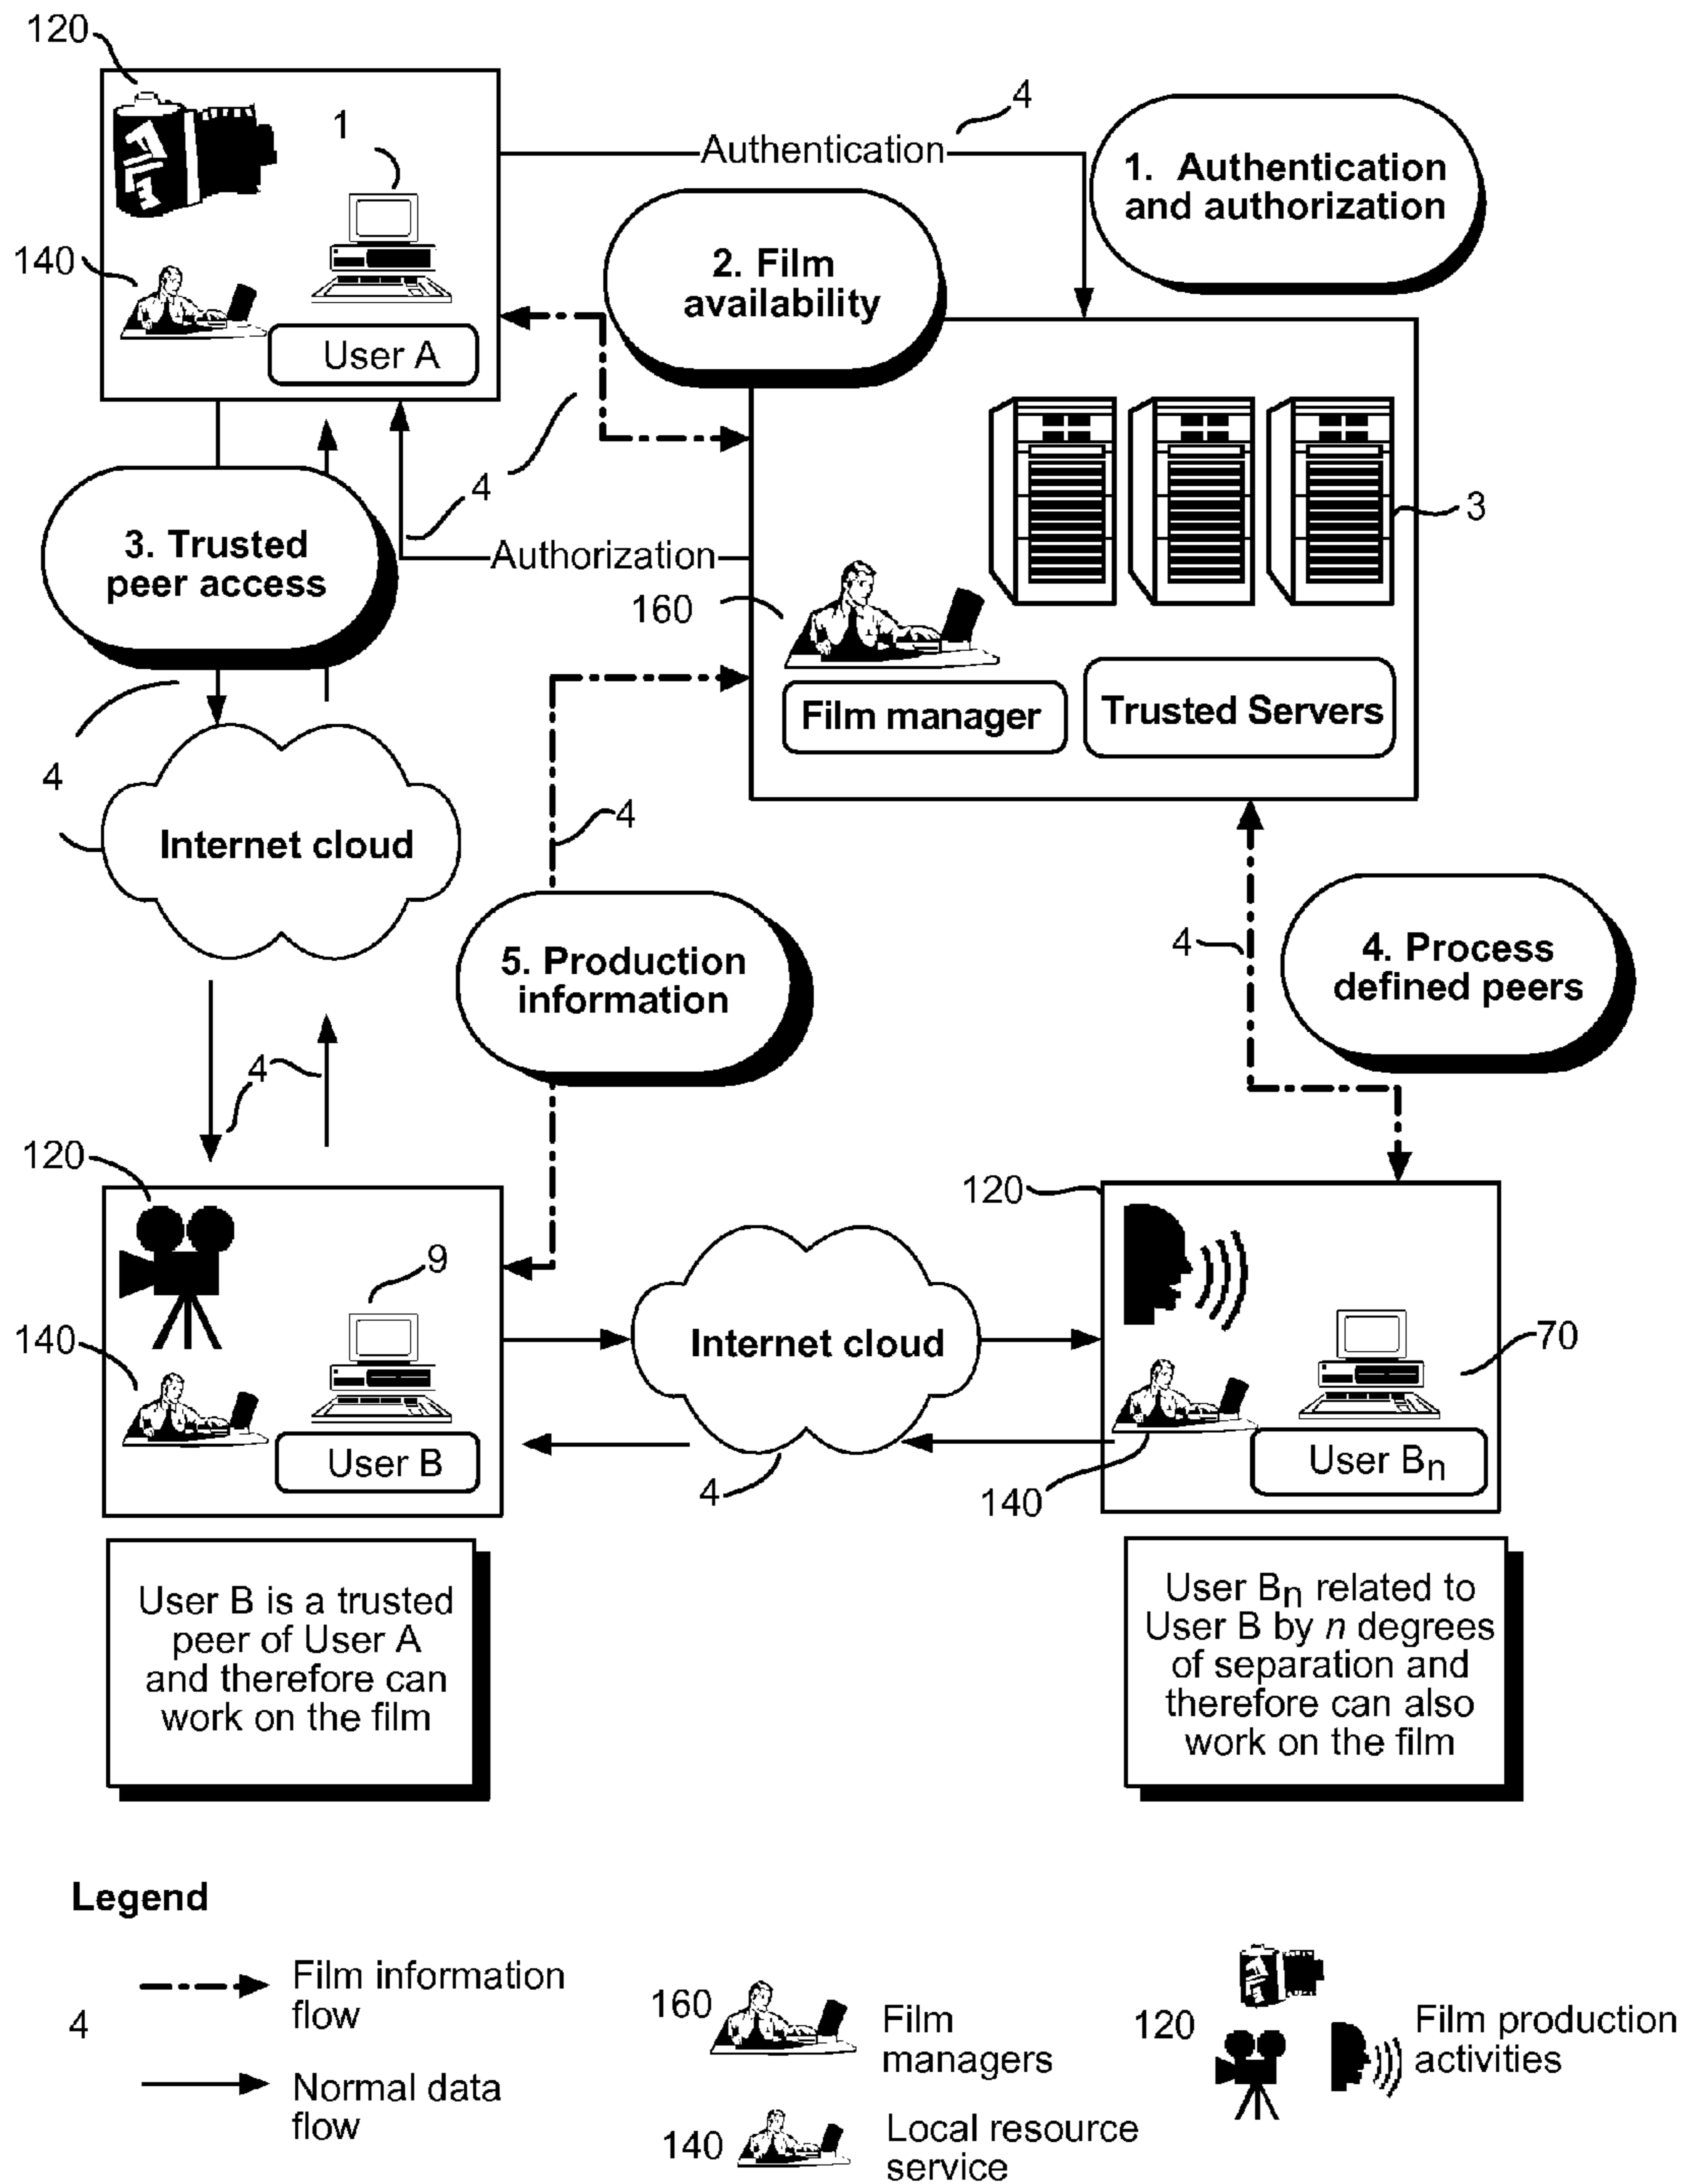 120
1
140
User A
Authentication
4
1. Authentication
and authorization
2. Film
availability
4
Authorization
3. Trusted
peer access
3
160
Film manager
Trusted Servers
4
Internet cloud
4
5. Production
information
4
4. Process
defined peers
4
120
9
140
User B
Internet cloud
4
120
70
140
User Bn
User B is a trusted
peer of User A
and therefore can
work on the film
User Bn related to
User B by n degrees
of separation and
therefore can also
work on the film
Legend
4
Film information
flow
Normal data
flow
160
Film
managers
140
Local resource
service
120
Film production
activities